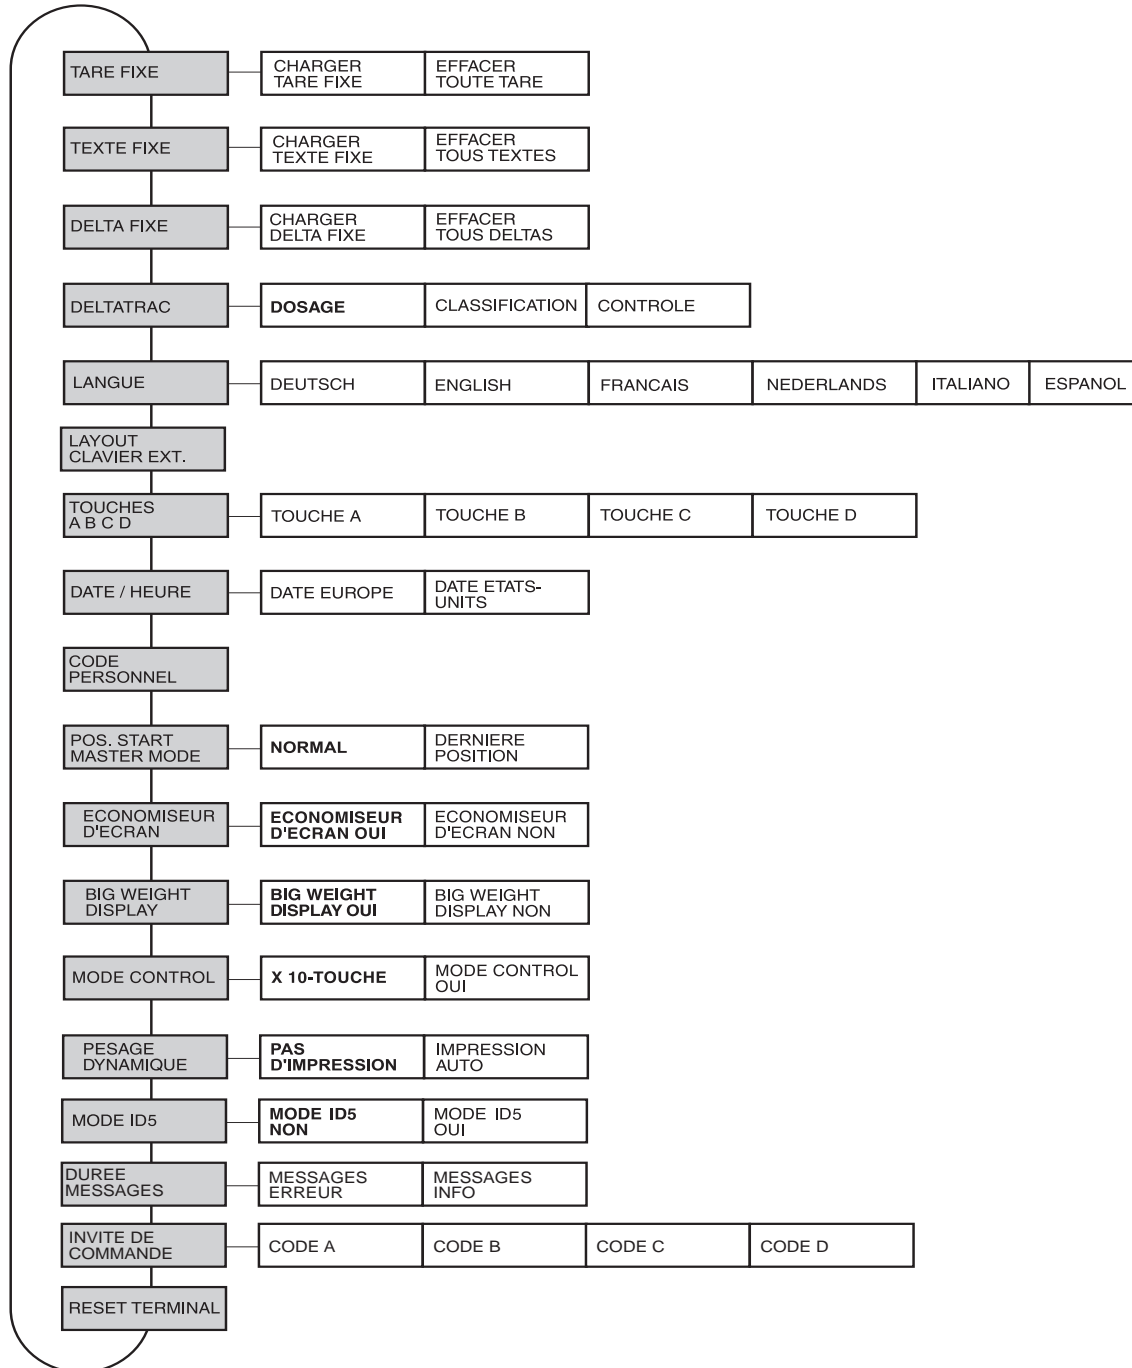 TARE FIXE
CHARGER
TARE FIXE
EFFACER
TOUTE TARE
TEXTE FIXE
CHARGER
TEXTE FIXE
EFFACER
TOUS TEXTES
DELTA FIXE
CHARGER
DELTA FIXE
EFFACER
TOUS DELTAS
DELTATRAC
DOSAGE
CLASSIFICATION
CONTROLE
LANGUE
DEUTSCH
ENGLISH
FRANCAIS
NEDERLANDS
ITALIANO
ESPANOL
LAYOUT
CLAVIER EXT.
TOUCHES
A B C D
TOUCHE A
TOUCHE B
TOUCHE C
TOUCHE D
DATE / HEURE
DATE EUROPE
DATE ETATS-
UNITS
CODE
PERSONNEL
POS. START
MASTER MODE
NORMAL
DERNIERE
POSITION
ECONOMISEUR
D'ECRAN
ECONOMISEUR
D'ECRAN OUI
ECONOMISEUR
D'ECRAN NON
BIG WEIGHT
DISPLAY
BIG WEIGHT
DISPLAY OUI
BIG WEIGHT
DISPLAY NON
MODE CONTROL
X 10-TOUCHE
MODE CONTROL
OUI
PESAGE
DYNAMIQUE
PAS
D'IMPRESSION
IMPRESSION
AUTO
MODE ID5
MODE ID5
NON
MODE ID5
OUI
DUREE
MESSAGES
MESSAGES
ERREUR
MESSAGES
INFO
INVITE DE
COMMANDE
CODE A
CODE B
CODE C
CODE D
RESET TERMINAL